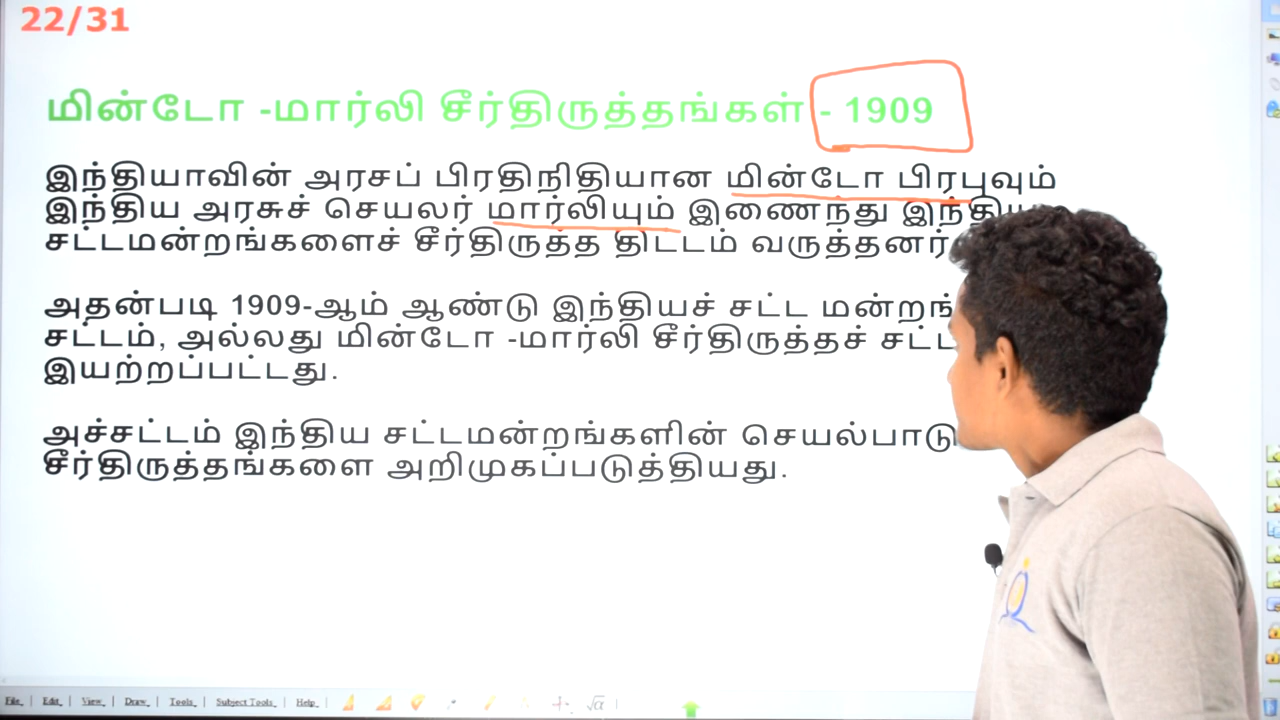 22/31
மின்டோ -மார்லி சீர்திருத்தங்கள் - 1909
இந்தியாவின் அரசப் பிரதிநிதியான மின்டோ பிரபுவும்
இந்திய அரசுச் செயலர் மார்லியும் இணைந்து இந்திய
சட்டமன்றங்களைச் சீர்திருத்த திட்டம் வருத்தனர்
அதன்படி 1909-ஆம் ஆண்டு இந்தியச் சட்ட
சட்டம், அல்லது மின்டோ -மார்லி சீர்திருத்தச்
இயற்றப்பட்டது.
அச்சட்டம் இந்திய சட்டமன்றங்களின்
சீர்திருத்தங்களை அறிமுகப்படுத்தியது.
File Edit View Draw Tools Subject Tools Help